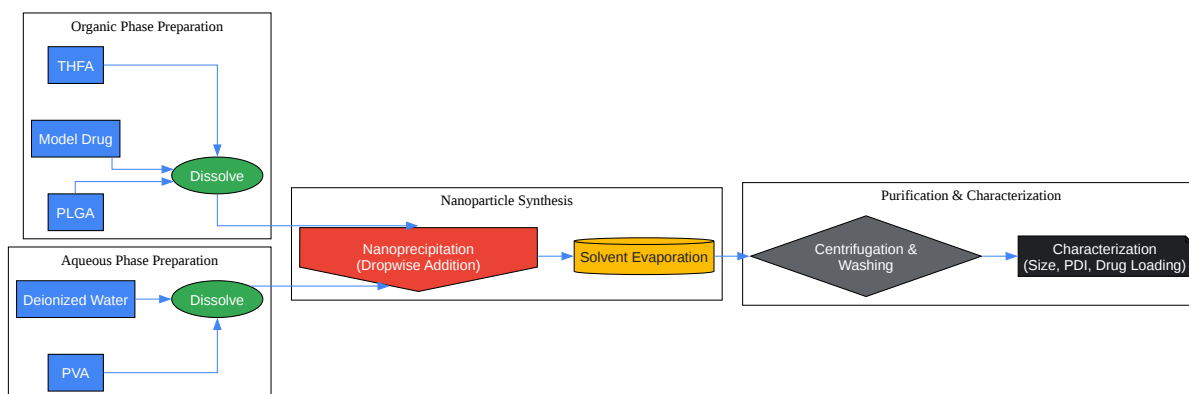 Organic Phase Preparation
THFA
Model Drug
Dissolve
PLGA
Aqueous Phase Preparation
Deionized Water
Dissolve
PVA
Nanoparticle Synthesis
Nanoprecipitation
(Dropwise Addition)
Solvent Evaporation
Purification & Characterization
Centrifugation &
Washing
Characterization
(Size, PDI, Drug Loading)